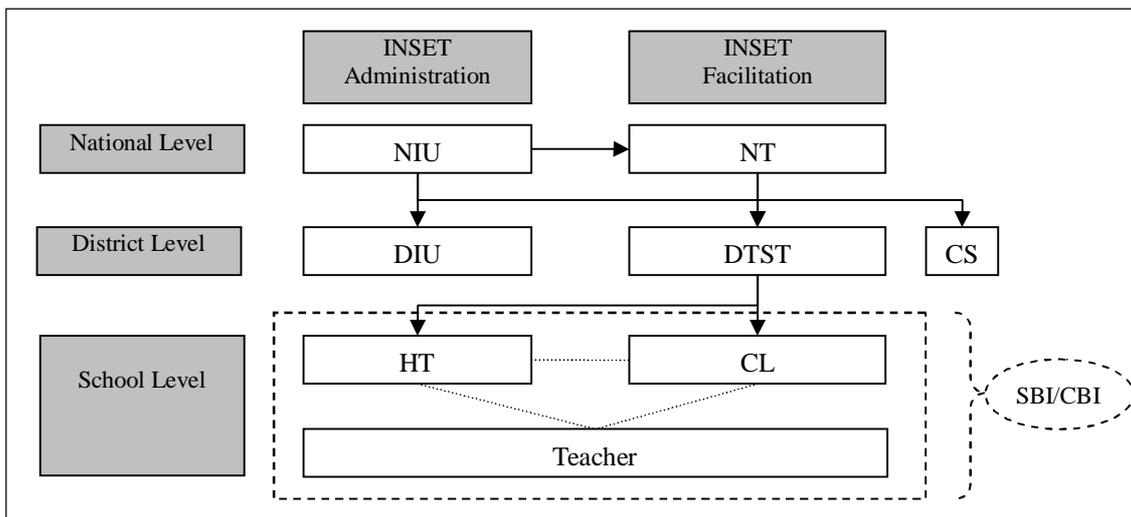 INSET
Administration
INSET
Facilitation
National Level
NIU
NT
District Level
DIU
DTST
CS
School Level
HT
CL
SBI/CBI
Teacher